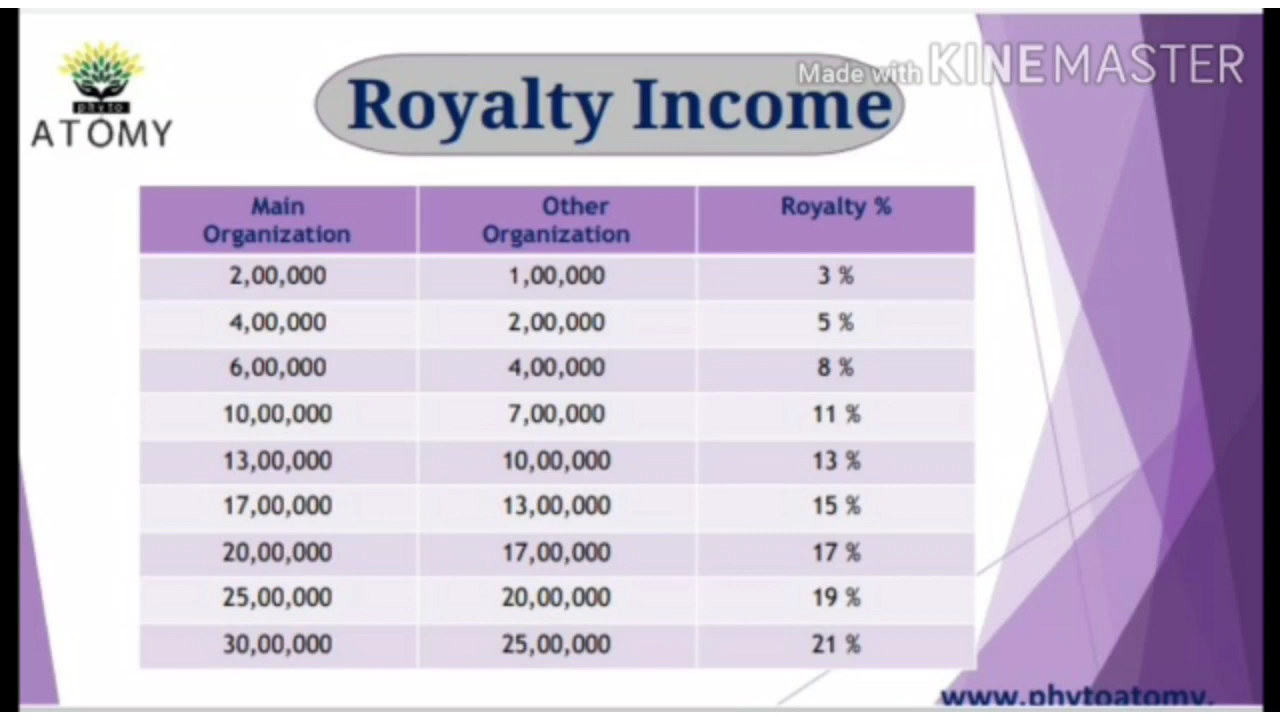 Made with KINEMASTER
phyto
ATOMY
Royalty Income
Main Organization Other Organization Royalty %
2,00,000 1,00,000 3 %
4,00,000 2,00,000 5 %
6,00,000 4,00,000 8 %
10,00,000 7,00,000 11 %
13,00,000 10,00,000 13 %
17,00,000 13,00,000 15 %
20,00,000 17,00,000 17 %
25,00,000 20,00,000 19 %
30,00,000 25,00,000 21 %
www.phytoatomy.